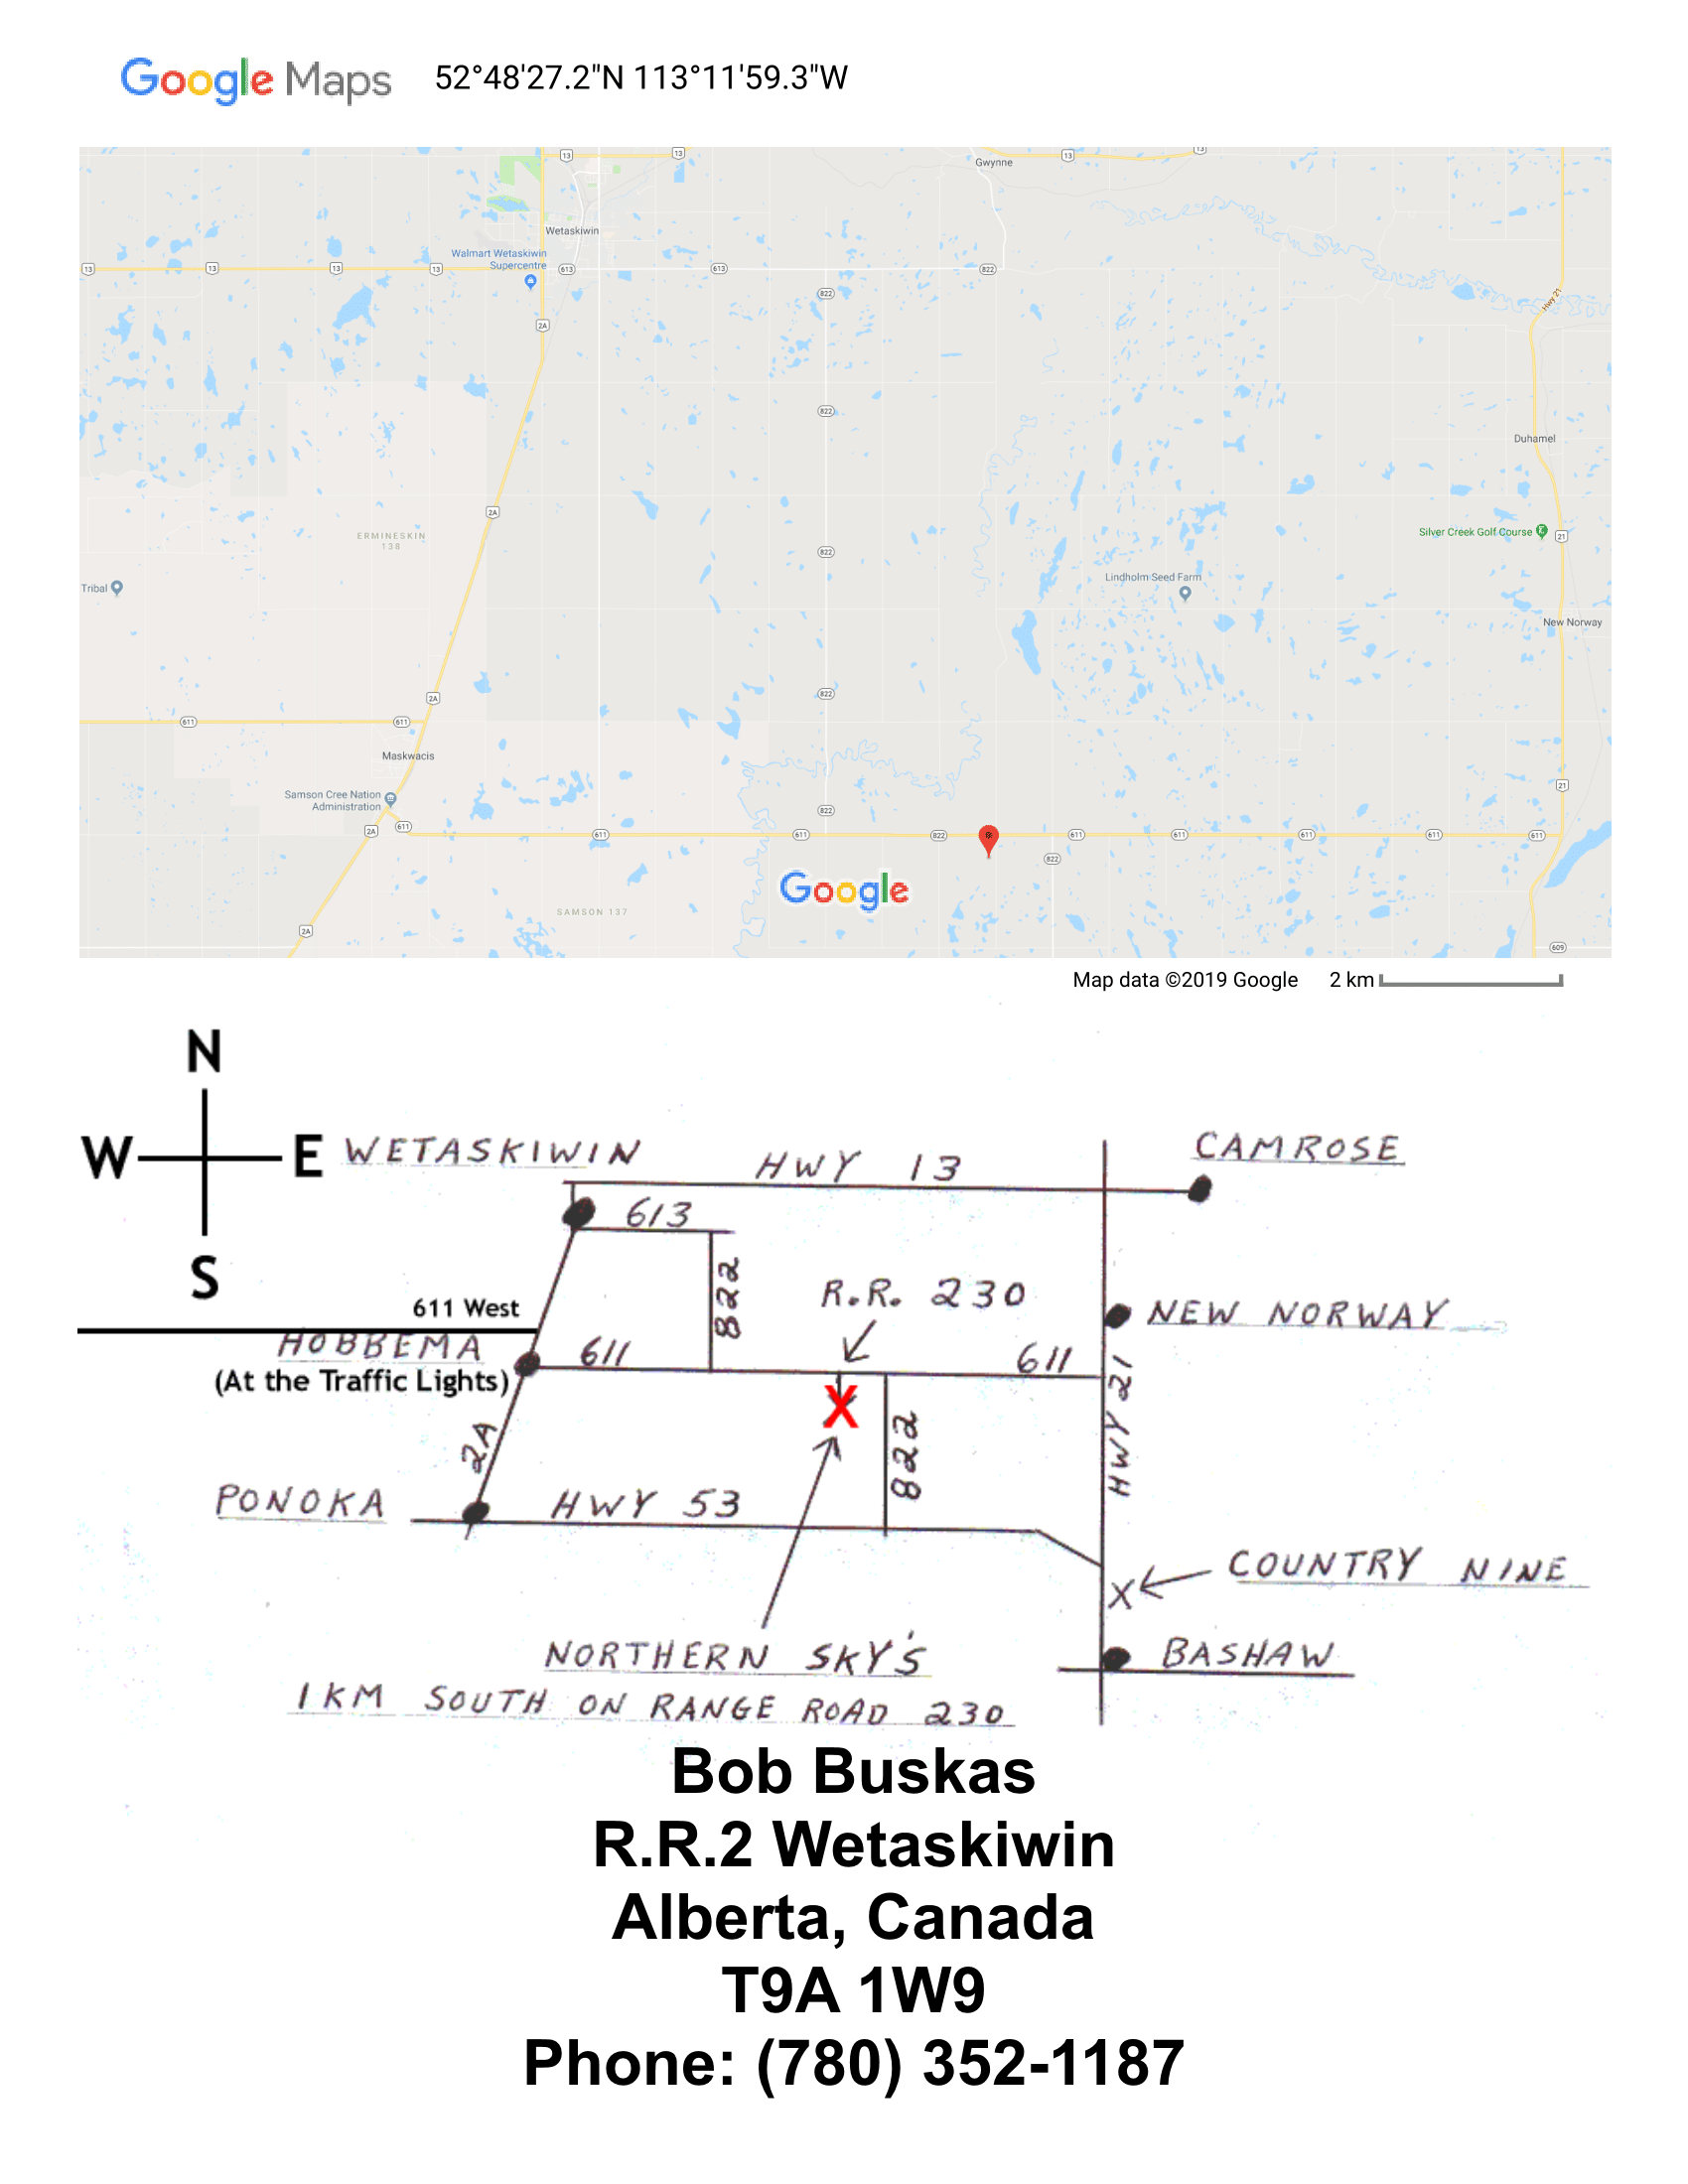 Google Maps 52°48'27.2"N 113°11'59.3"W
13 13 Gwynne 13 13
Wetaskiwin
Walmart Wetaskiwin
Supercentre
13 13 13 13 613 613 822
822
Hwy 21
2A
822
Duhamel
2A
ERMINESKIN
138
Silver Creek Golf Course
21
822
Tribal
Lindholm Seed Farm
New Norway
2A
822
611 611
Maskwacis
21
Samson Cree Nation
Administration
822
2A 611 611 611 822 611 611 611 611 611
822
Google
SAMSON 137
2A
609
Map data ©2019 Google 2 km
N
W E
S
WETASKIWIN
HWY 13
CAMROSE
613
822
R.R. 230
611 West
NEW NORWAY
HOBBEMA
(At the Traffic Lights)
611
611
X
HWY 21
2A
822
PONOKA
HWY 53
COUNTRY NINE
X
NORTHERN SKY'S
BASHAW
1 KM SOUTH ON RANGE ROAD 230
Bob Buskas
R.R.2 Wetaskiwin
Alberta, Canada
T9A 1W9
Phone: (780) 352-1187